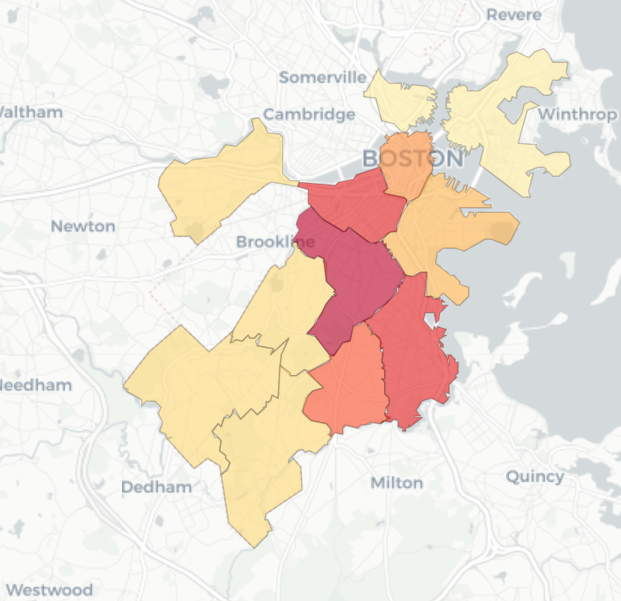 Revere
Somerville
Waltham
Cambridge
Winthrop
BOSTON
Newton
Brookline
Needham
Dedham
Milton
Quincy
Westwood